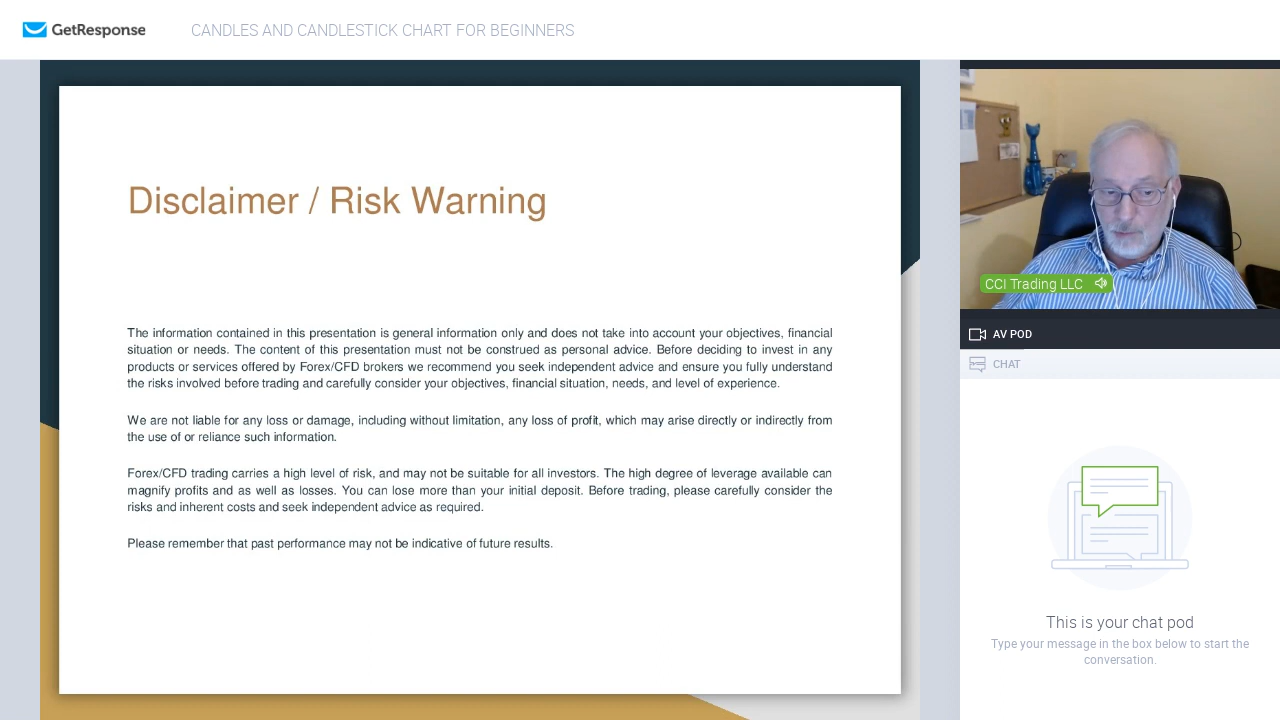 GetResponse
CANDLES AND CANDLESTICK CHART FOR BEGINNERS
Disclaimer / Risk Warning
The information contained in this presentation is general information only and does not take into account your objectives, financial
situation or needs. The content of this presentation must not be construed as personal advice. Before deciding to invest in any
products or services offered by Forex/CFD brokers we recommend you seek independent advice and ensure you fully understand
the risks involved before trading and carefully consider your objectives, financial situation, needs, and level of experience.
We are not liable for any loss or damage, including without limitation, any loss of profit, which may arise directly or indirectly from
the use of or reliance such information.
Forex/CFD trading carries a high level of risk, and may not be suitable for all investors. The high degree of leverage available can
magnify profits and as well as losses. You can lose more than your initial deposit. Before trading, please carefully consider the
risks and inherent costs and seek independent advice as required.
Please remember that past performance may not be indicative of future results.
CCI Trading LLC
AV POD
CHAT
This is your chat pod
Type your message in the box below to start the
conversation.